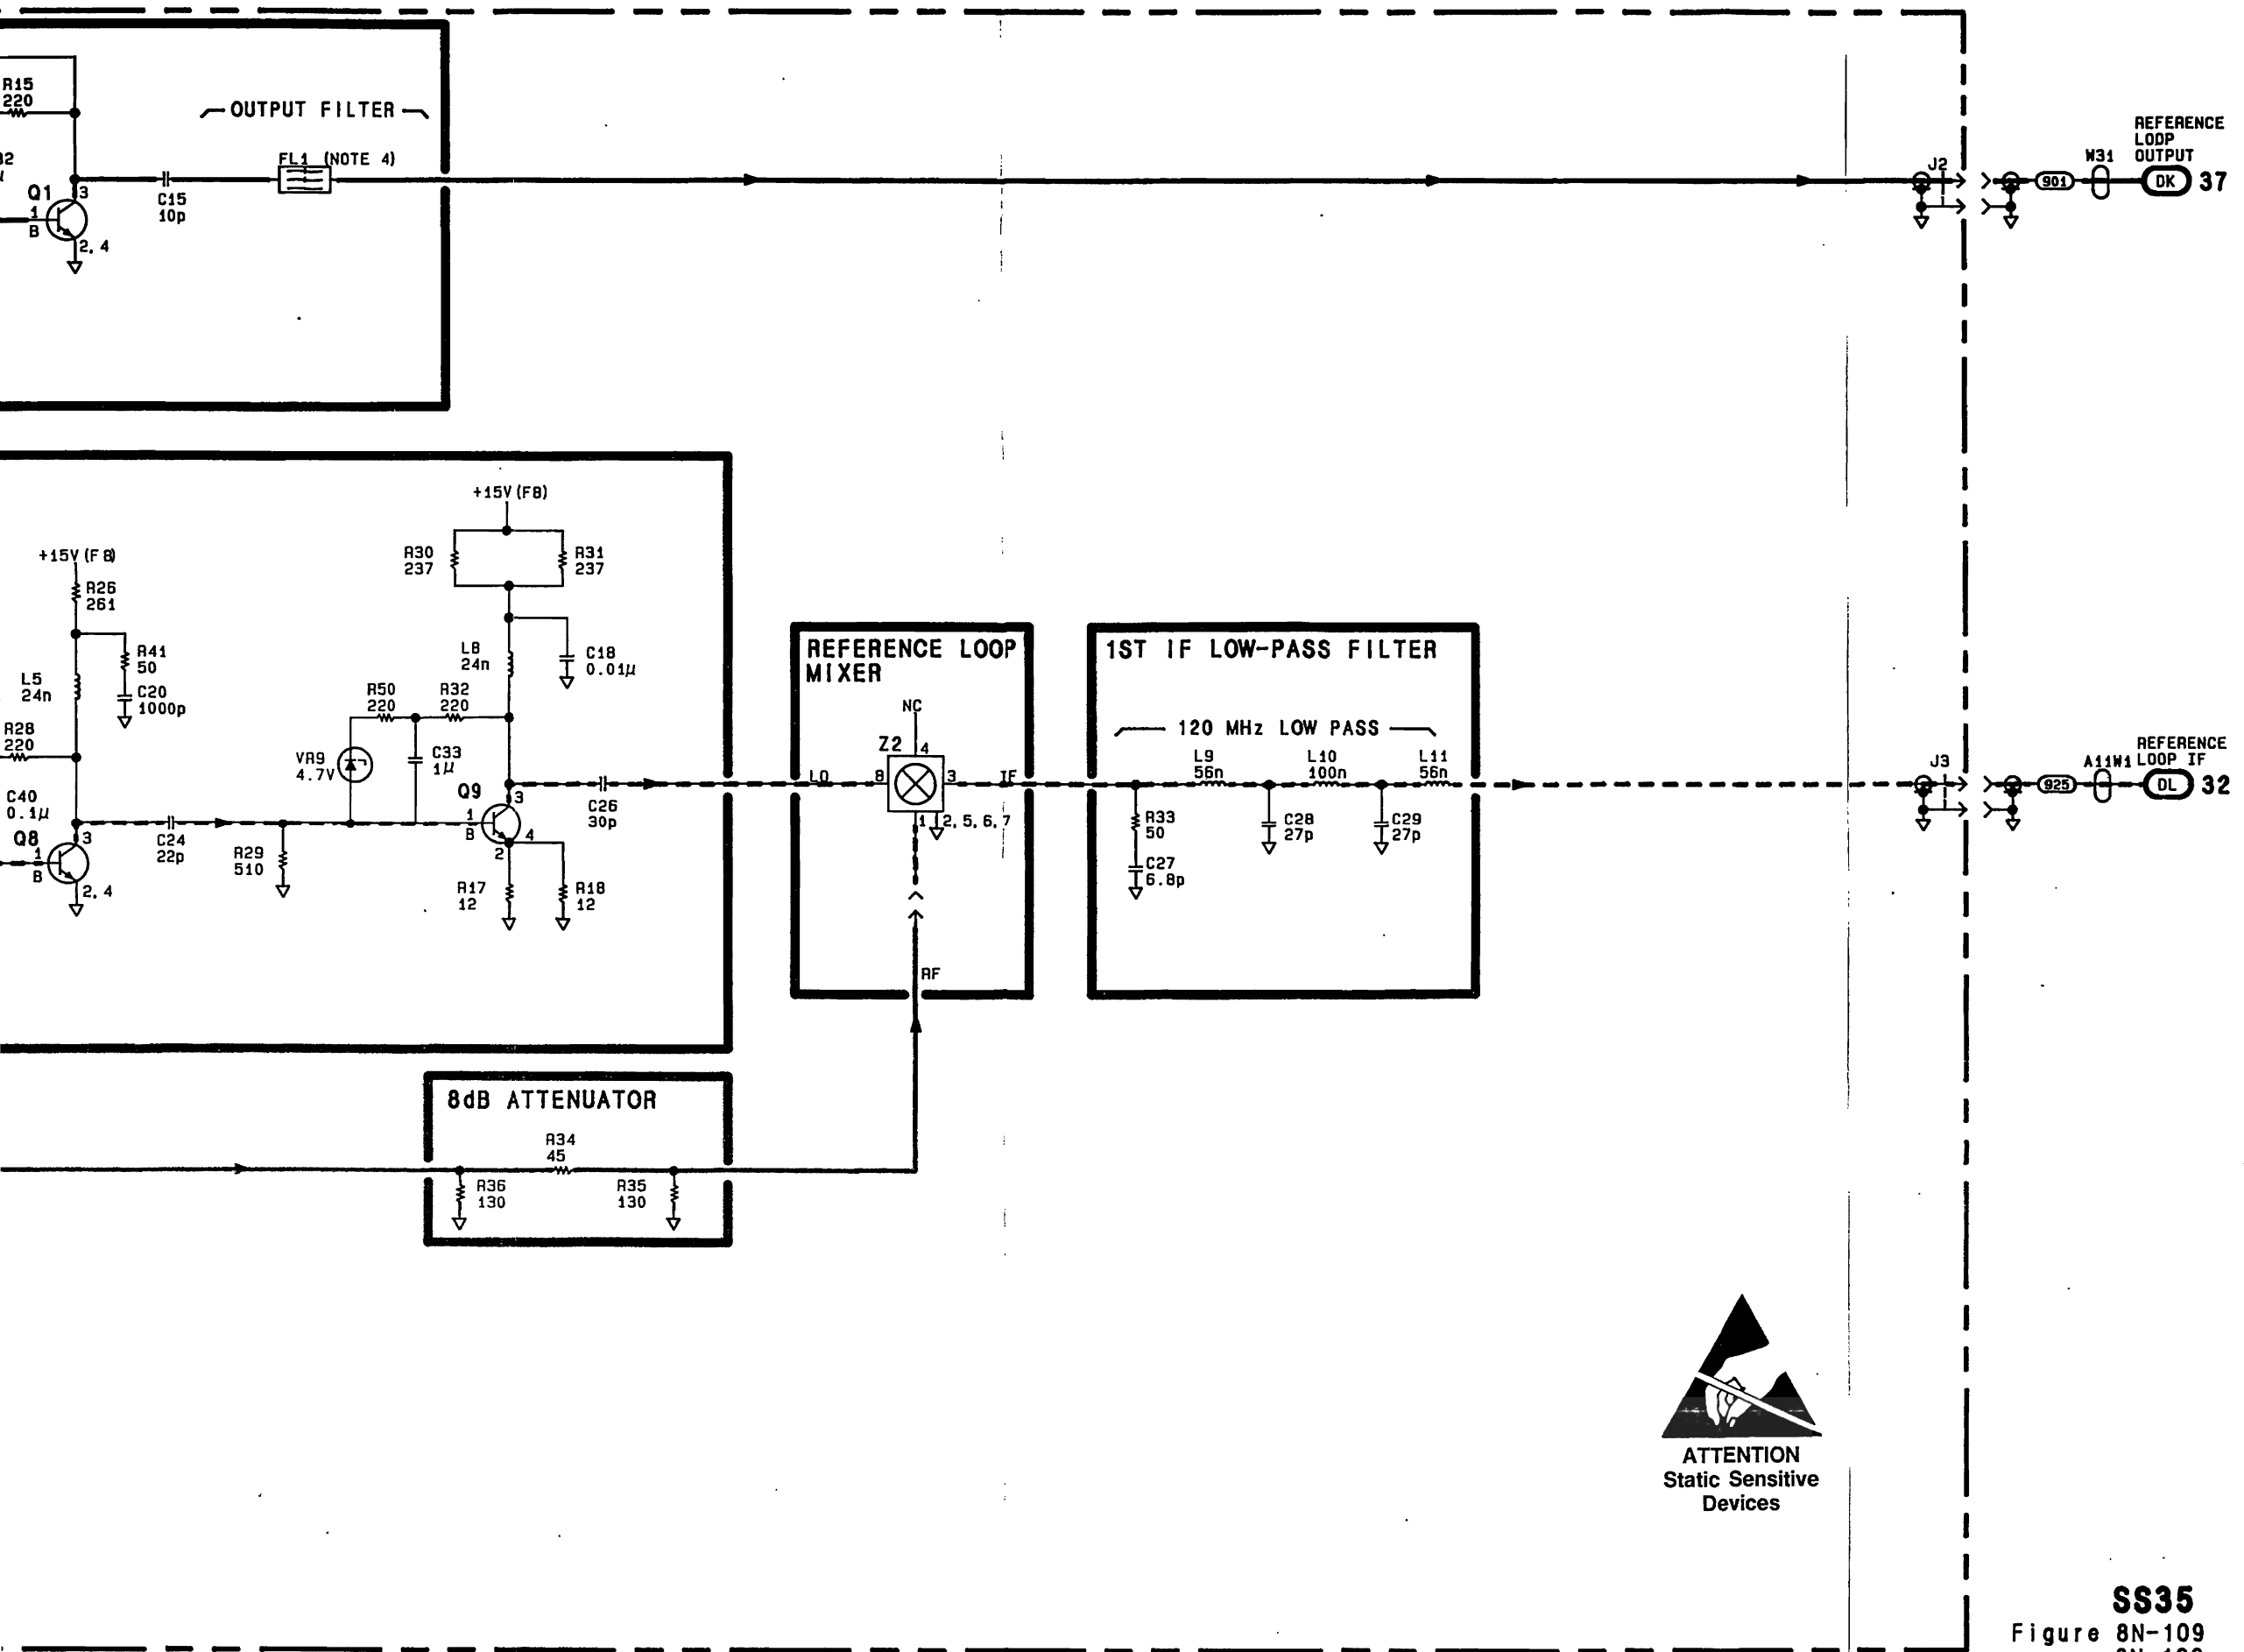 R15
220
OUTPUT FILTER
FL1 (NOTE 4)
3
Q1
1
B
2, 4
C15
10p
J2
901
W31
REFERENCE
LOOP
OUTPUT
DK
37
+15V (F8)
R30
237
R31
237
+15V (F8)
R26
261
R41
50
C20
1000p
L5
24n
R28
220
C40
0.1µ
Q8
1
B
3
2, 4
C24
22p
R29
510
VR9
4.7V
R50
220
R32
220
C33
1µ
L8
24n
C18
0.01µ
Q9
1
B
3
4
2
R17
12
R18
12
C26
30p
REFERENCE LOOP
MIXER
NC
Z2
4
LO
8
3
IF
1
2, 5, 6, 7
RF
1ST IF LOW-PASS FILTER
120 MHz LOW PASS
L9
56n
L10
100n
L11
56n
R33
50
C27
6.8p
C28
27p
C29
27p
J3
925
A11W1
REFERENCE
LOOP IF
DL
32
8dB ATTENUATOR
R34
45
R36
130
R35
130
ATTENTION
Static Sensitive
Devices
SS35
Figure 8N-109